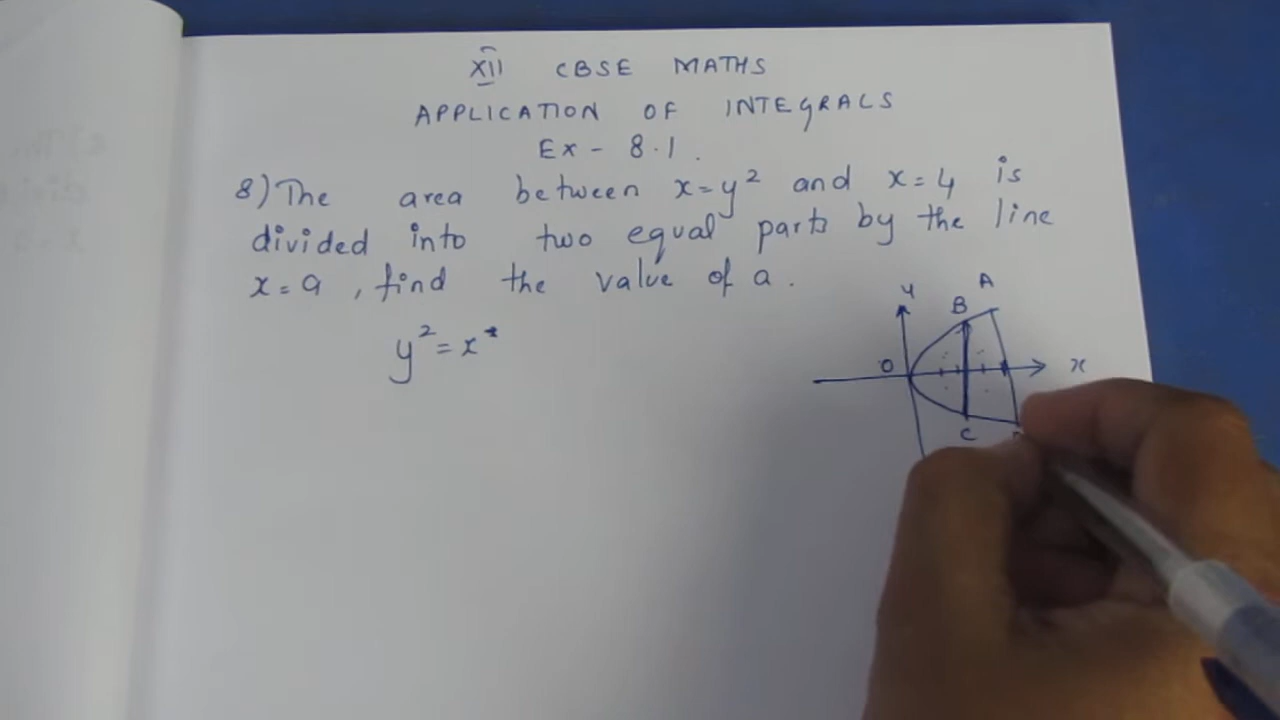 XII CBSE MATHS
APPLICATION OF INTEGRALS
Ex - 8.1.
8) The area between x=y² and x=4 is
divided into two equal parts by the line
x=a, find the value of a.
y²=x
y
A
B
O
x
C